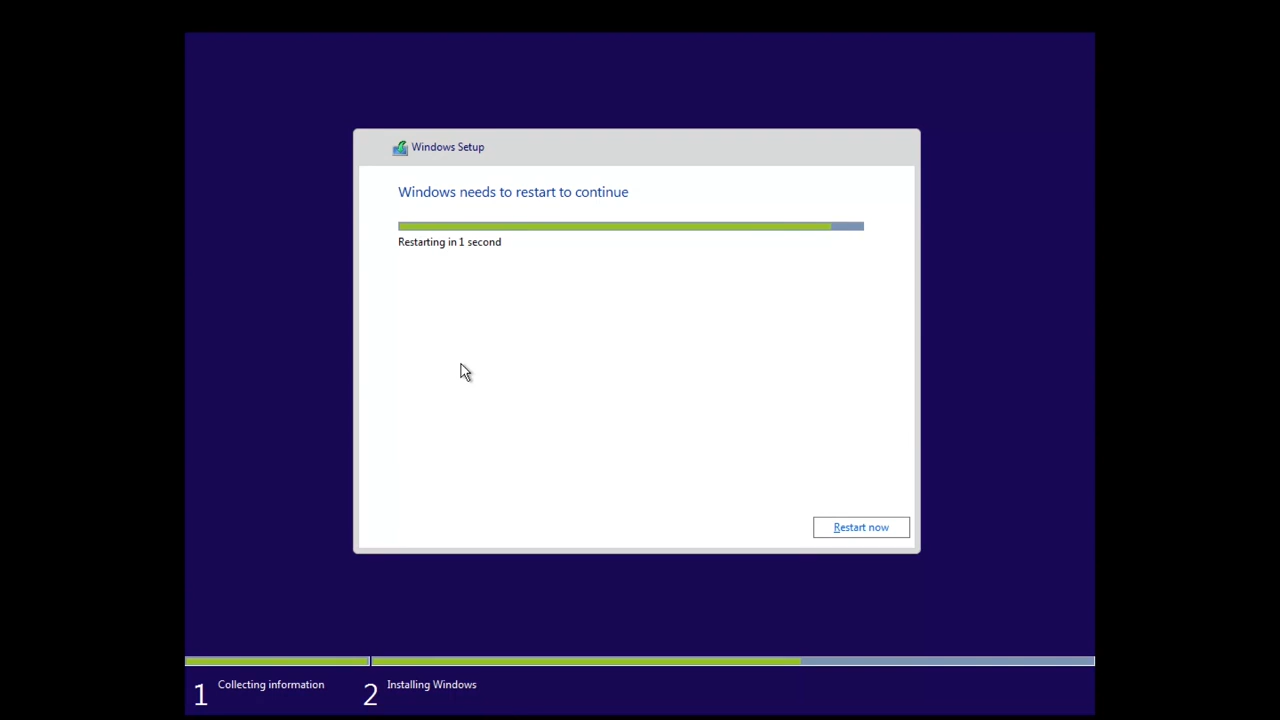 Windows Setup
Windows needs to restart to continue
Restarting in 1 second
Restart now
1 Collecting information
2 Installing Windows